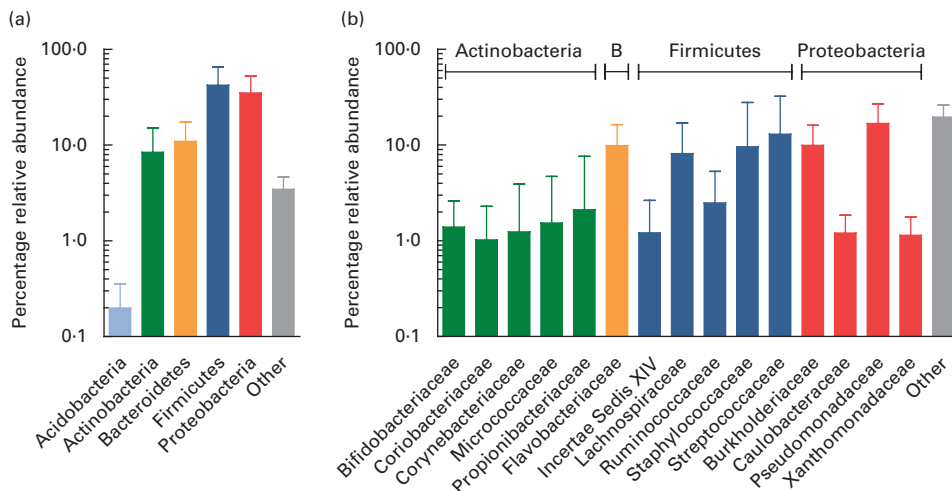 (a)
Percentage relative abundance
100·0
10·0
1·0
0·1
Acidobacteria
Actinobacteria
Bacteroidetes
Firmicutes
Proteobacteria
Other
(b)
Percentage relative abundance
100·0
10·0
1·0
0·1
Actinobacteria
B
Firmicutes
Proteobacteria
Bifidobacteriaceae
Coriobacteriaceae
Corynebacteriaceae
Micrococcaceae
Propionibacteriaceae
Flavobacteriaceae
Incertae Sedis XIV
Lachnospiraceae
Ruminococcaceae
Staphylococcaceae
Streptococcaceae
Burkholderiaceae
Caulobacteraceae
Pseudomonadaceae
Xanthomonadaceae
Other